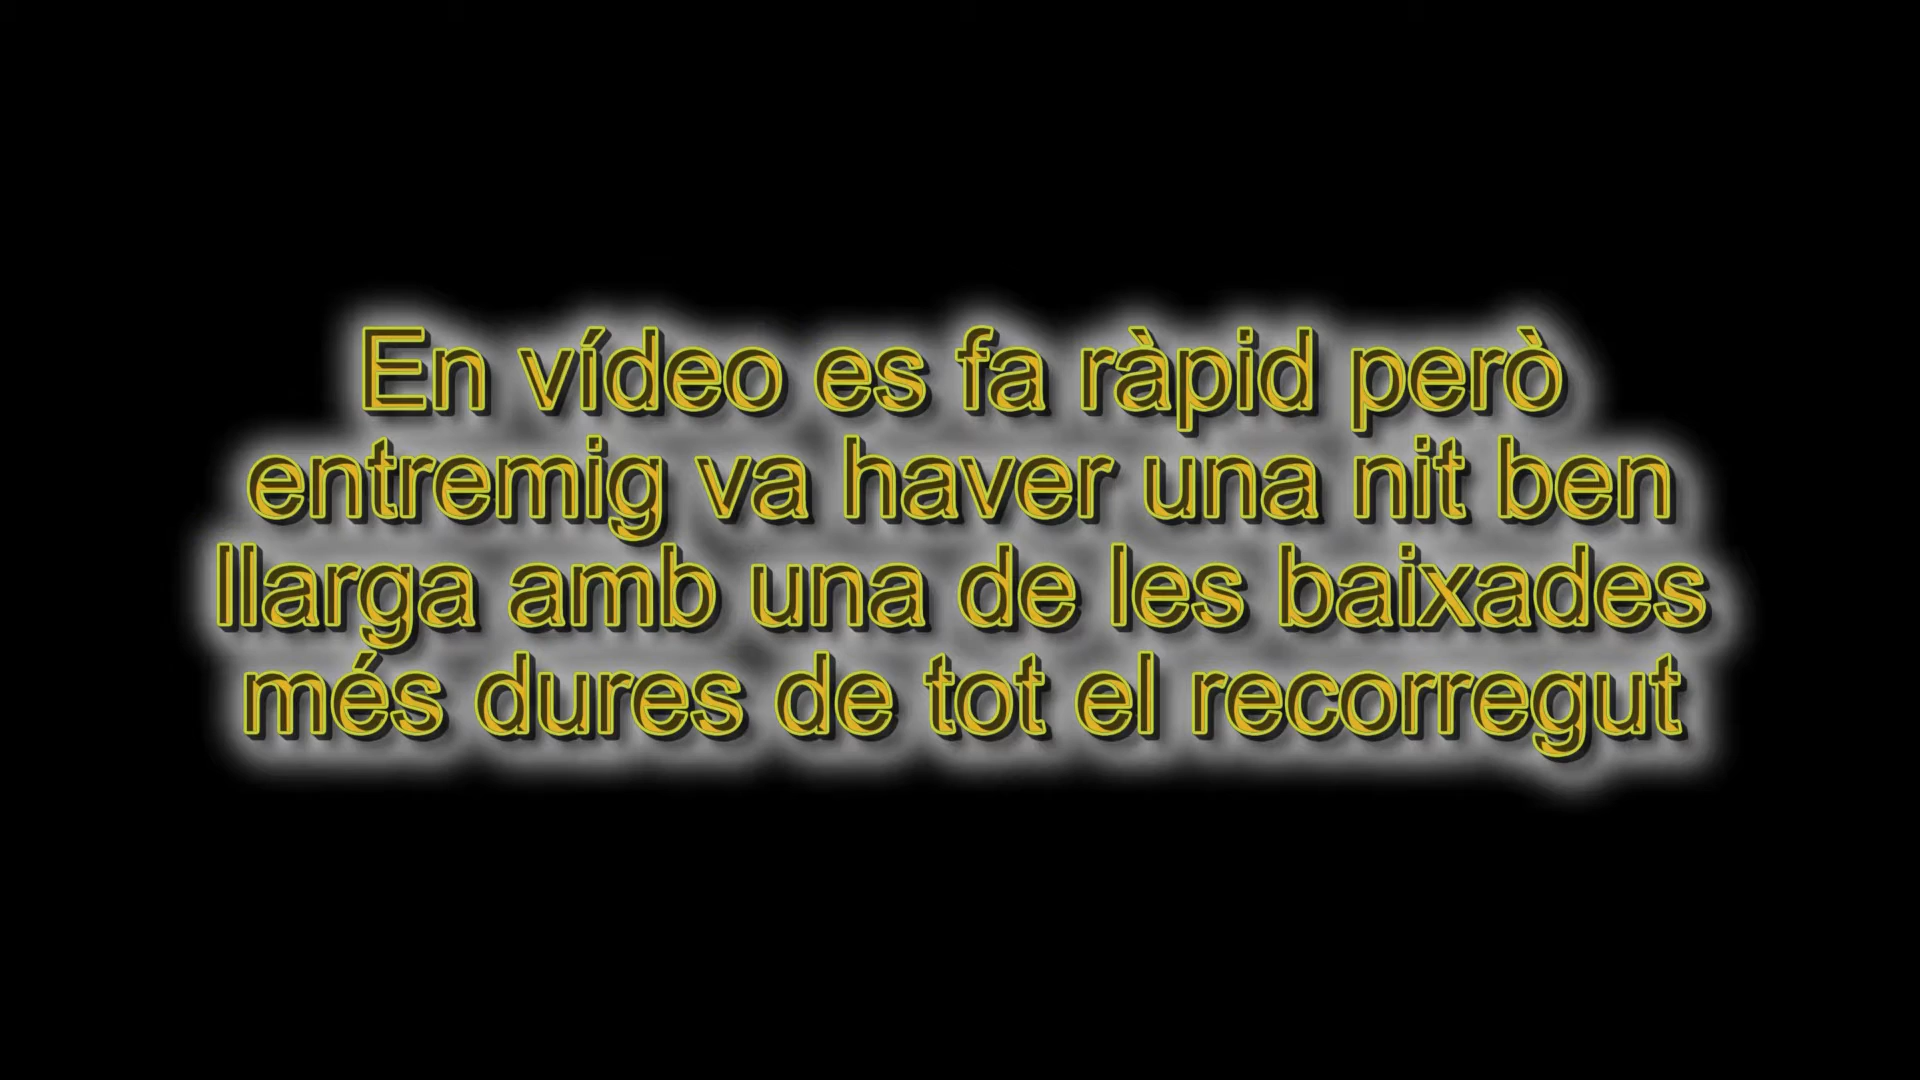 En vídeo es fa ràpid però
entremig va haver una nit ben
llarga amb una de les baixades
més dures de tot el recorregut